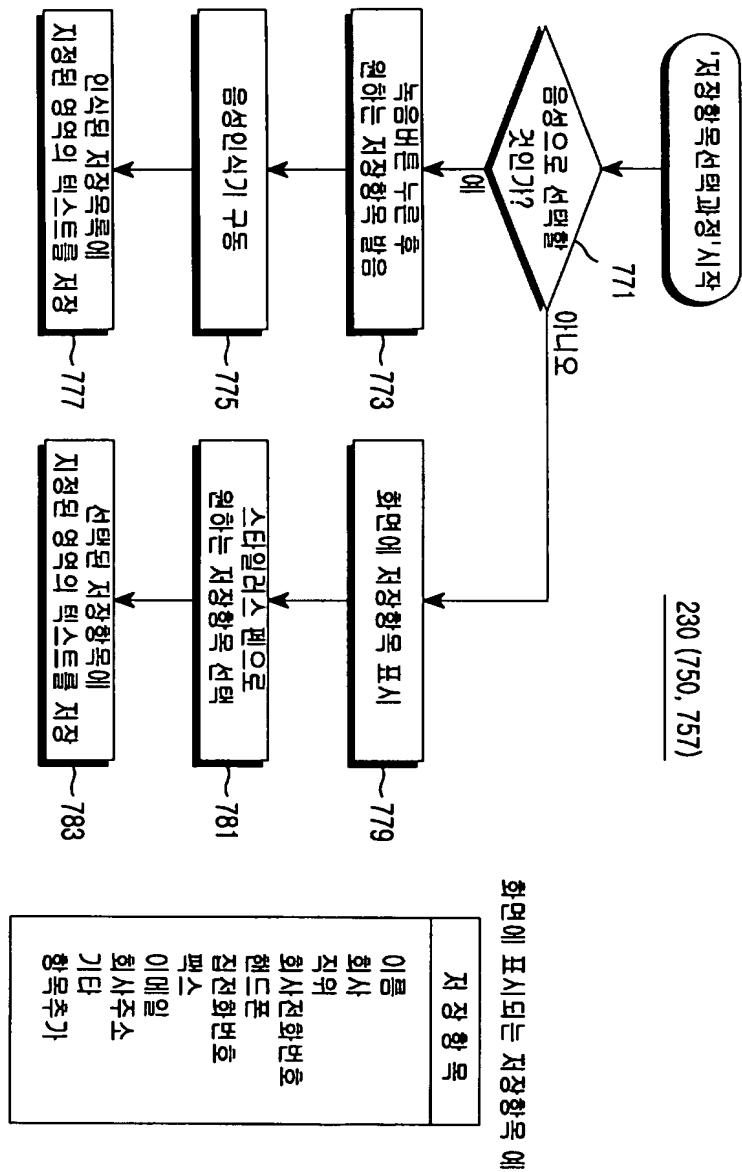 230 (750, 757)
'저장항목선택과정'시작
음성으로 선택할
것인가?
771
예
아니오
녹음버튼 누른 후
원하는 저장항목 발음
773
음성인식기 구동
775
인식된 저장목록에
지정된 영역의 텍스트를 저장
777
화면에 저장항목 표시
779
스타일러스 펜으로
원하는 저장항목 선택
781
선택된 저장항목에
지정된 영역의 텍스트를 저장
783
화면에 표시되는 저장항목 예
저 장 항 목
이름
회사
직위
회사전화번호
핸드폰
집전화번호
팩스
이메일
회사주소
기타
항목추가